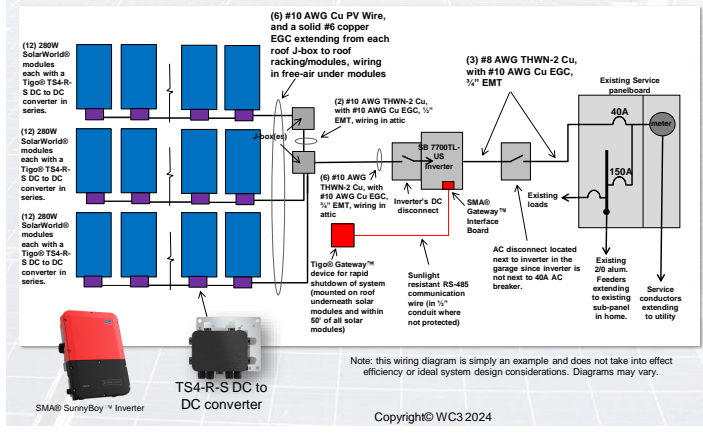 (6) #10 AWG Cu PV Wire,
and a solid #6 copper
EGC extending from each
roof J-box to roof
racking/modules, wiring
in free-air under modules
(12) 280W
SolarWorld®
modules
each with a
Tigo® TS4-R-
S DC to DC
converter in
series.
(12) 280W
SolarWorld®
modules
each with a
Tigo® TS4-R-
S DC to DC
converter in
series.
(12) 280W
SolarWorld®
modules
each with a
Tigo® TS4-R-
S DC to DC
converter in
series.
J-box(es)
(2) #10 AWG THWN-2 Cu,
with #10 AWG Cu EGC, ½”
EMT, wiring in attic
(6) #10 AWG
THWN-2 Cu, with
#10 AWG Cu EGC,
¾” EMT, wiring in
attic
Inverter's DC
disconnect
SB 7700TL-
US
Inverter
SMA®
Gateway™
Interface
Board
(3) #8 AWG THWN-2 Cu,
with #10 AWG Cu EGC,
¾” EMT
Existing Service
panelboard
40A
meter
150A
Existing
loads
Tigo® Gateway™
device for rapid
shutdown of system
(mounted on roof
underneath solar
modules and within
50' of all solar
modules)
Sunlight
resistant RS-485
communication
wire (in ½”
conduit where
not protected)
AC disconnect located
next to inverter in the
garage since inverter is
not next to 40A AC
breaker.
Existing
2/0 alum.
Feeders
extending
to existing
sub-panel
in home.
Service
conductors
extending
to utility
SMA® SunnyBoy ™ Inverter
TS4-R-S DC to
DC converter
Note: this wiring diagram is simply an example and does not take into effect
efficiency or ideal system design considerations. Diagrams may vary.
Copyright© WC3 2024